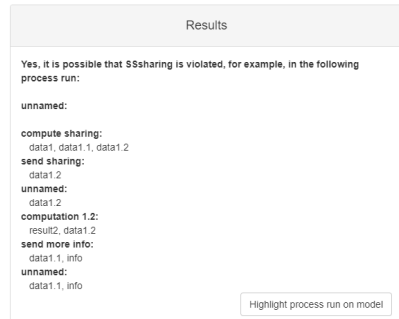 Results
Yes, it is possible that SSsharing is violated, for example, in the following
process run:
unnamed:
compute sharing:
data1, data1.1, data1.2
send sharing:
data1.2
unnamed:
data1.2
computation 1.2:
result2, data1.2
send more info:
data1.1, info
unnamed:
data1.1, info
Highlight process run on model